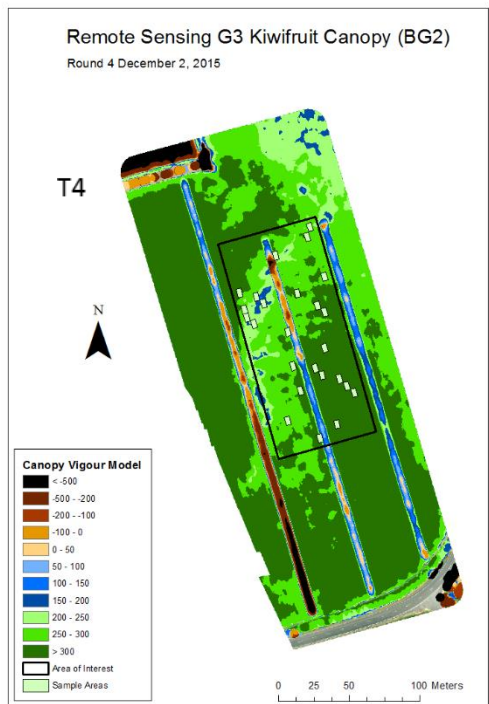 Remote Sensing G3 Kiwifruit Canopy (BG2)
Round 4 December 2, 2015
T4
N
Canopy Vigour Model
< -500
-500 - -200
-200 - -100
-100 - 0
0 - 50
50 - 100
100 - 150
150 - 200
200 - 250
250 - 300
> 300
Area of Interest
Sample Areas
0 25 50 100 Meters